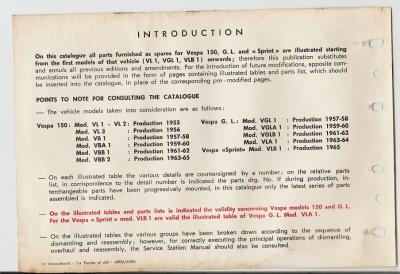 INTRODUCTION
On this catalogue all parts furnished as spares for Vespa 150, G. L. and « Sprint » are illustrated starting
from the first models of that vehicle (VL 1, VGL 1, VLB 1) onwards; therefore this publication substitutes
and annuls all previous editions and amendments. For the introduction of future modifications, apposite com-
munications will be provided in the form of pages containing illustrated tables and parts list, which should
be inserted into the catalogue, in place of the corresponding pre-modified pages.
POINTS TO NOTE FOR CONSULTING THE CATALOGUE
— The vehicle models taken into consideration are as follows:
Vespa 150: Mod. VL 1 - VL 2: Production 1955
Mod. VL 3 : Production 1956
Mod. VB 1 : Production 1957-58
Mod. VBA 1 : Production 1959-60
Mod. VBB 1 : Production 1961-62
Mod. VBB 2 : Production 1963-65
Vespa G. L.: Mod. VGL 1 : Production 1957-58
Mod. VGLA 1 : Production 1959-60
Mod. VGLB 1 : Production 1961-62
Mod. VLA 1 : Production 1963-64
Vespa «Sprint» Mod. VLB 1 : Production 1965
— On each illustrated table the various details are countersigned by a number; on the relative parts
list, in correspondence to the detail number is indicated the parts drg. No. If during production, in-
terchangeable parts have been progressively mounted, in this catalogue only the latest series of parts
assembled is indicated.
— On the illustrated tables and parts lists is indicated the validity concerning Vespa models 150 and G. L.
For the Vespa « Sprint » mod. VLB 1 are valid the illustrated table of Vespa G. L. Mod. VLA 1.
— On the illustrated tables the various groups have been broken down according to the sequence of
dismantling and reassembly; however, for correctly executing the principal operations of dismantling,
overhaul and reassembly, the Service Station Manual should also be consulted.